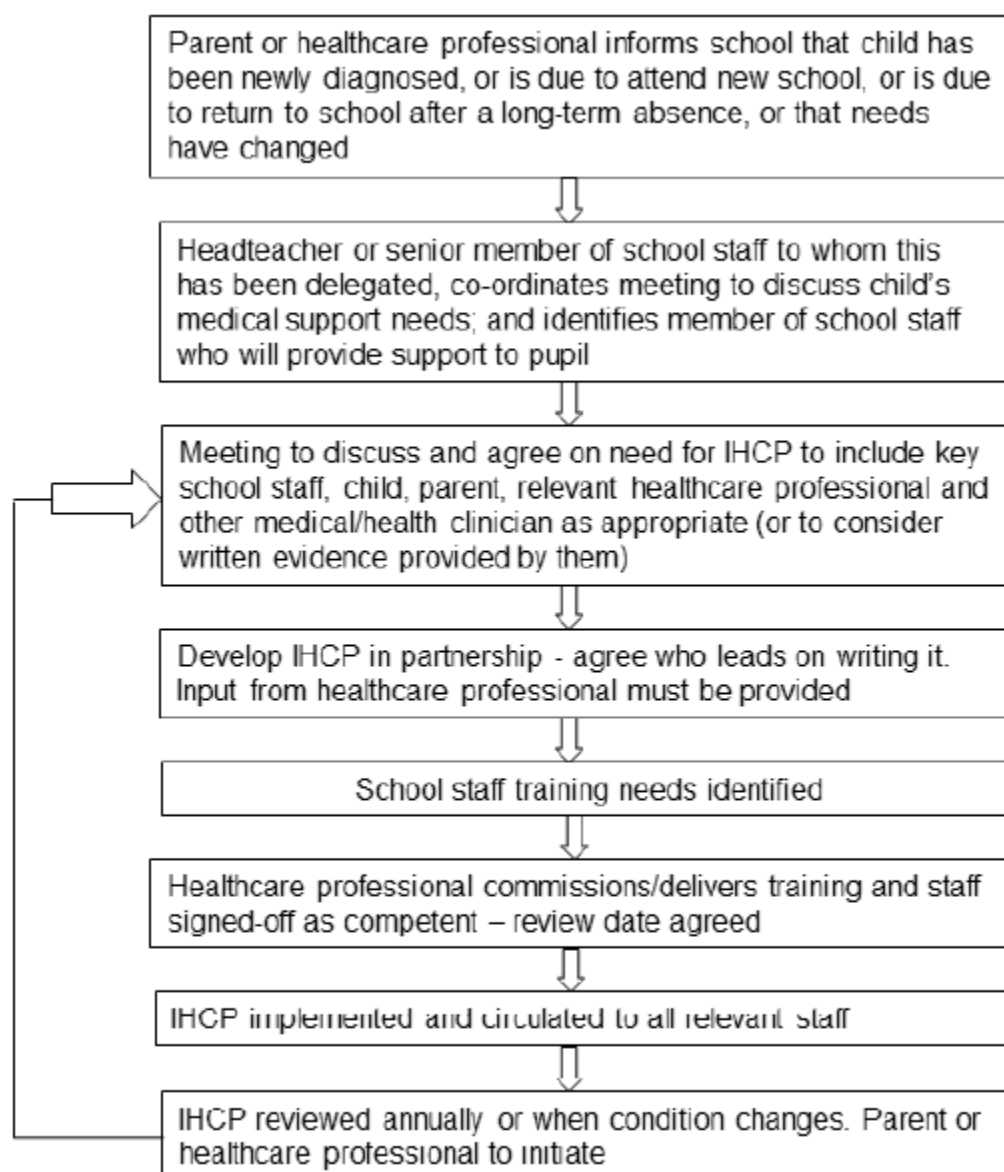 Parent or healthcare professional informs school that child has
been newly diagnosed, or is due to attend new school, or is due
to return to school after a long-term absence, or that needs
have changed
Headteacher or senior member of school staff to whom this
has been delegated, co-ordinates meeting to discuss child's
medical support needs; and identifies member of school staff
who will provide support to pupil
Meeting to discuss and agree on need for IHCP to include key
school staff, child, parent, relevant healthcare professional and
other medical/health clinician as appropriate (or to consider
written evidence provided by them)
Develop IHCP in partnership - agree who leads on writing it.
Input from healthcare professional must be provided
School staff training needs identified
Healthcare professional commissions/delivers training and staff
signed-off as competent – review date agreed
IHCP implemented and circulated to all relevant staff
IHCP reviewed annually or when condition changes. Parent or
healthcare professional to initiate